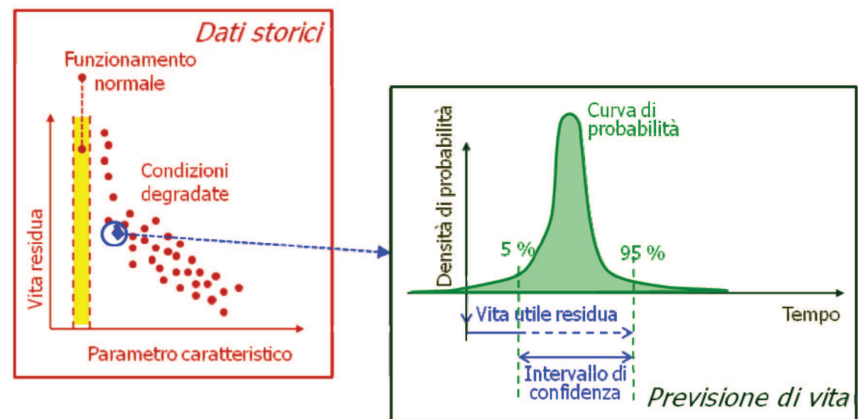 Dati storici
Funzionamento
normale
Condizioni
degradate
Vita residua
Parametro caratteristico
Curva di
probabilità
Densità di probabilità
5 %
95 %
Tempo
Vita utile residua
Intervallo di
confidenza
Previsione di vita